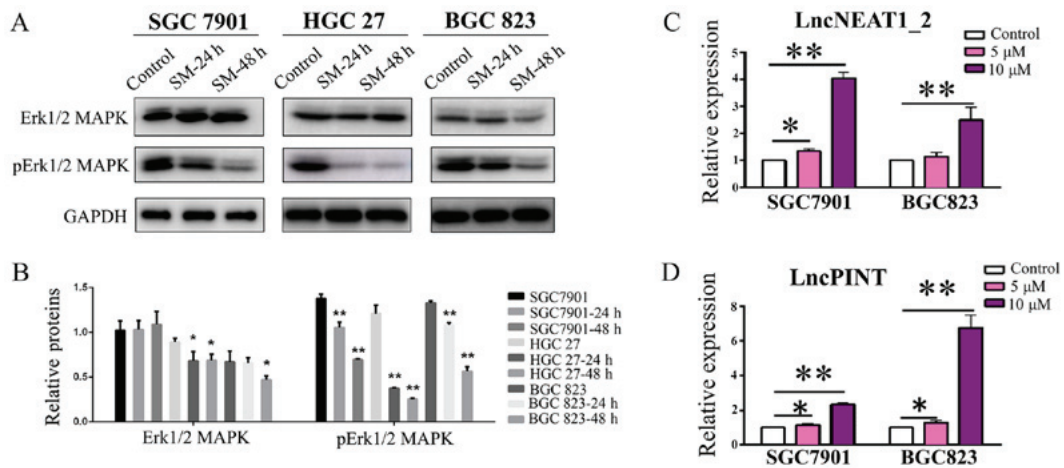 A
SGC 7901
HGC 27
BGC 823
Control
SM-24 h
SM-48 h
Control
SM-24 h
SM-48 h
Control
SM-24 h
SM-48 h
Erk1/2 MAPK
pErk1/2 MAPK
GAPDH
B
Relative proteins
1.5
1.0
0.5
0.0
* * * ** ** ** ** ** **
Erk1/2 MAPK
pErk1/2 MAPK
SGC7901
SGC7901-24 h
SGC7901-48 h
HGC 27
HGC 27-24 h
HGC 27-48 h
BGC 823
BGC 823-24 h
BGC 823-48 h
C
LncNEAT1_2
Relative expression
5
4
3
2
1
0
** * **
SGC7901
BGC823
Control
5 μM
10 μM
D
LncPINT
Relative expression
8
6
4
2
0
** * ** *
SGC7901
BGC823
Control
5 μM
10 μM